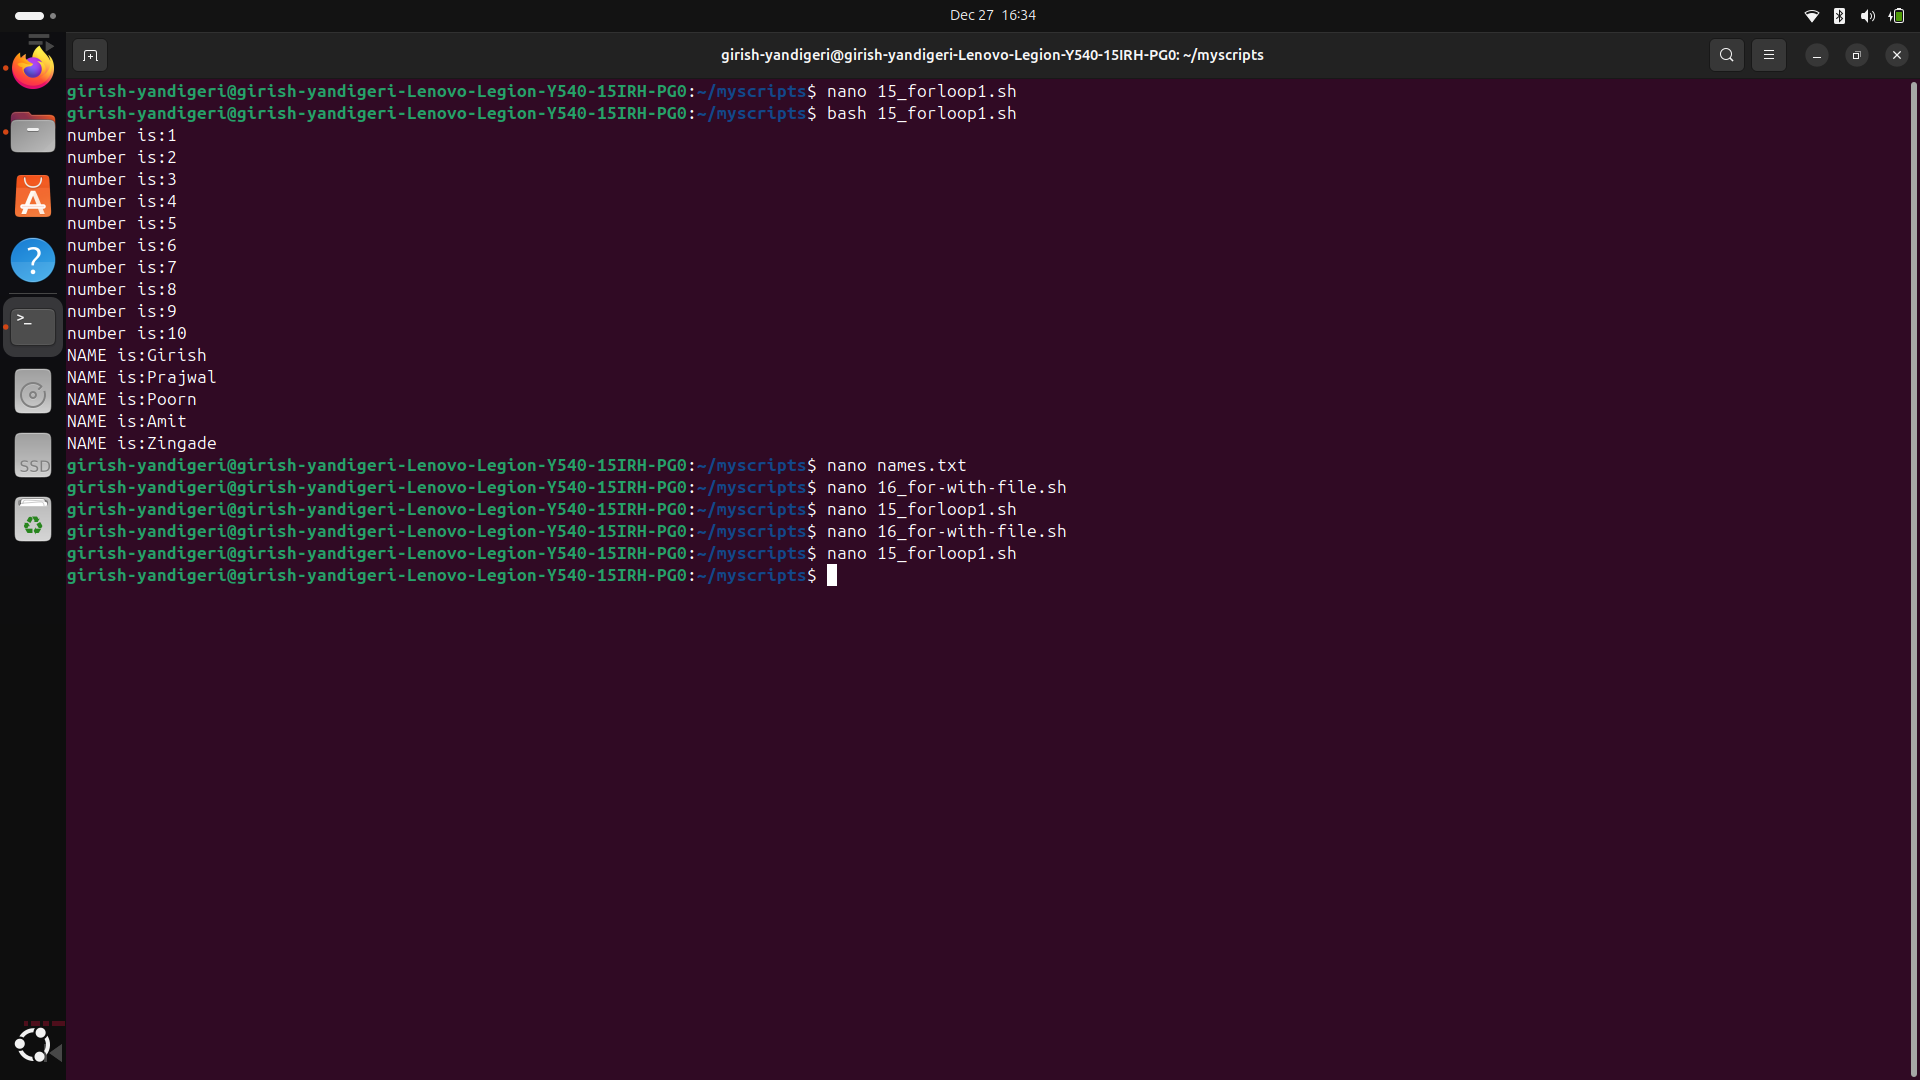 Dec 27 16:34
girish-yandigeri@girish-yandigeri-Lenovo-Legion-Y540-15IRH-PG0: ~/myscripts
girish-yandigeri@girish-yandigeri-Lenovo-Legion-Y540-15IRH-PG0:~/myscripts$ nano 15_forloop1.sh
girish-yandigeri@girish-yandigeri-Lenovo-Legion-Y540-15IRH-PG0:~/myscripts$ bash 15_forloop1.sh
number is:1
number is:2
number is:3
number is:4
number is:5
number is:6
number is:7
number is:8
number is:9
number is:10
NAME is:Girish
NAME is:Prajwal
NAME is:Poorn
NAME is:Amit
NAME is:Zingade
girish-yandigeri@girish-yandigeri-Lenovo-Legion-Y540-15IRH-PG0:~/myscripts$ nano names.txt
girish-yandigeri@girish-yandigeri-Lenovo-Legion-Y540-15IRH-PG0:~/myscripts$ nano 16_for-with-file.sh
girish-yandigeri@girish-yandigeri-Lenovo-Legion-Y540-15IRH-PG0:~/myscripts$ nano 15_forloop1.sh
girish-yandigeri@girish-yandigeri-Lenovo-Legion-Y540-15IRH-PG0:~/myscripts$ nano 16_for-with-file.sh
girish-yandigeri@girish-yandigeri-Lenovo-Legion-Y540-15IRH-PG0:~/myscripts$ nano 15_forloop1.sh
girish-yandigeri@girish-yandigeri-Lenovo-Legion-Y540-15IRH-PG0:~/myscripts$
SSD